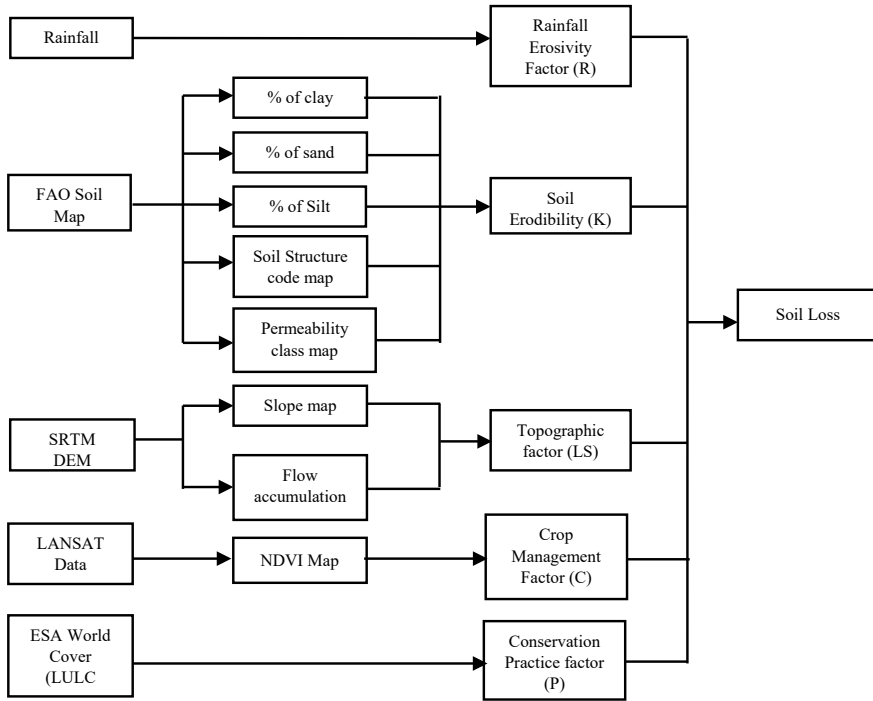 Rainfall
Rainfall
Erosivity
Factor (R)
% of clay
% of sand
FAO Soil
Map
% of Silt
Soil
Erodibility (K)
Soil Structure
code map
Permeability
class map
Soil Loss
SRTM
DEM
Slope map
Flow
accumulation
Topographic
factor (LS)
LANSAT
Data
NDVI Map
Crop
Management
Factor (C)
ESA World
Cover
(LULC
Conservation
Practice factor
(P)